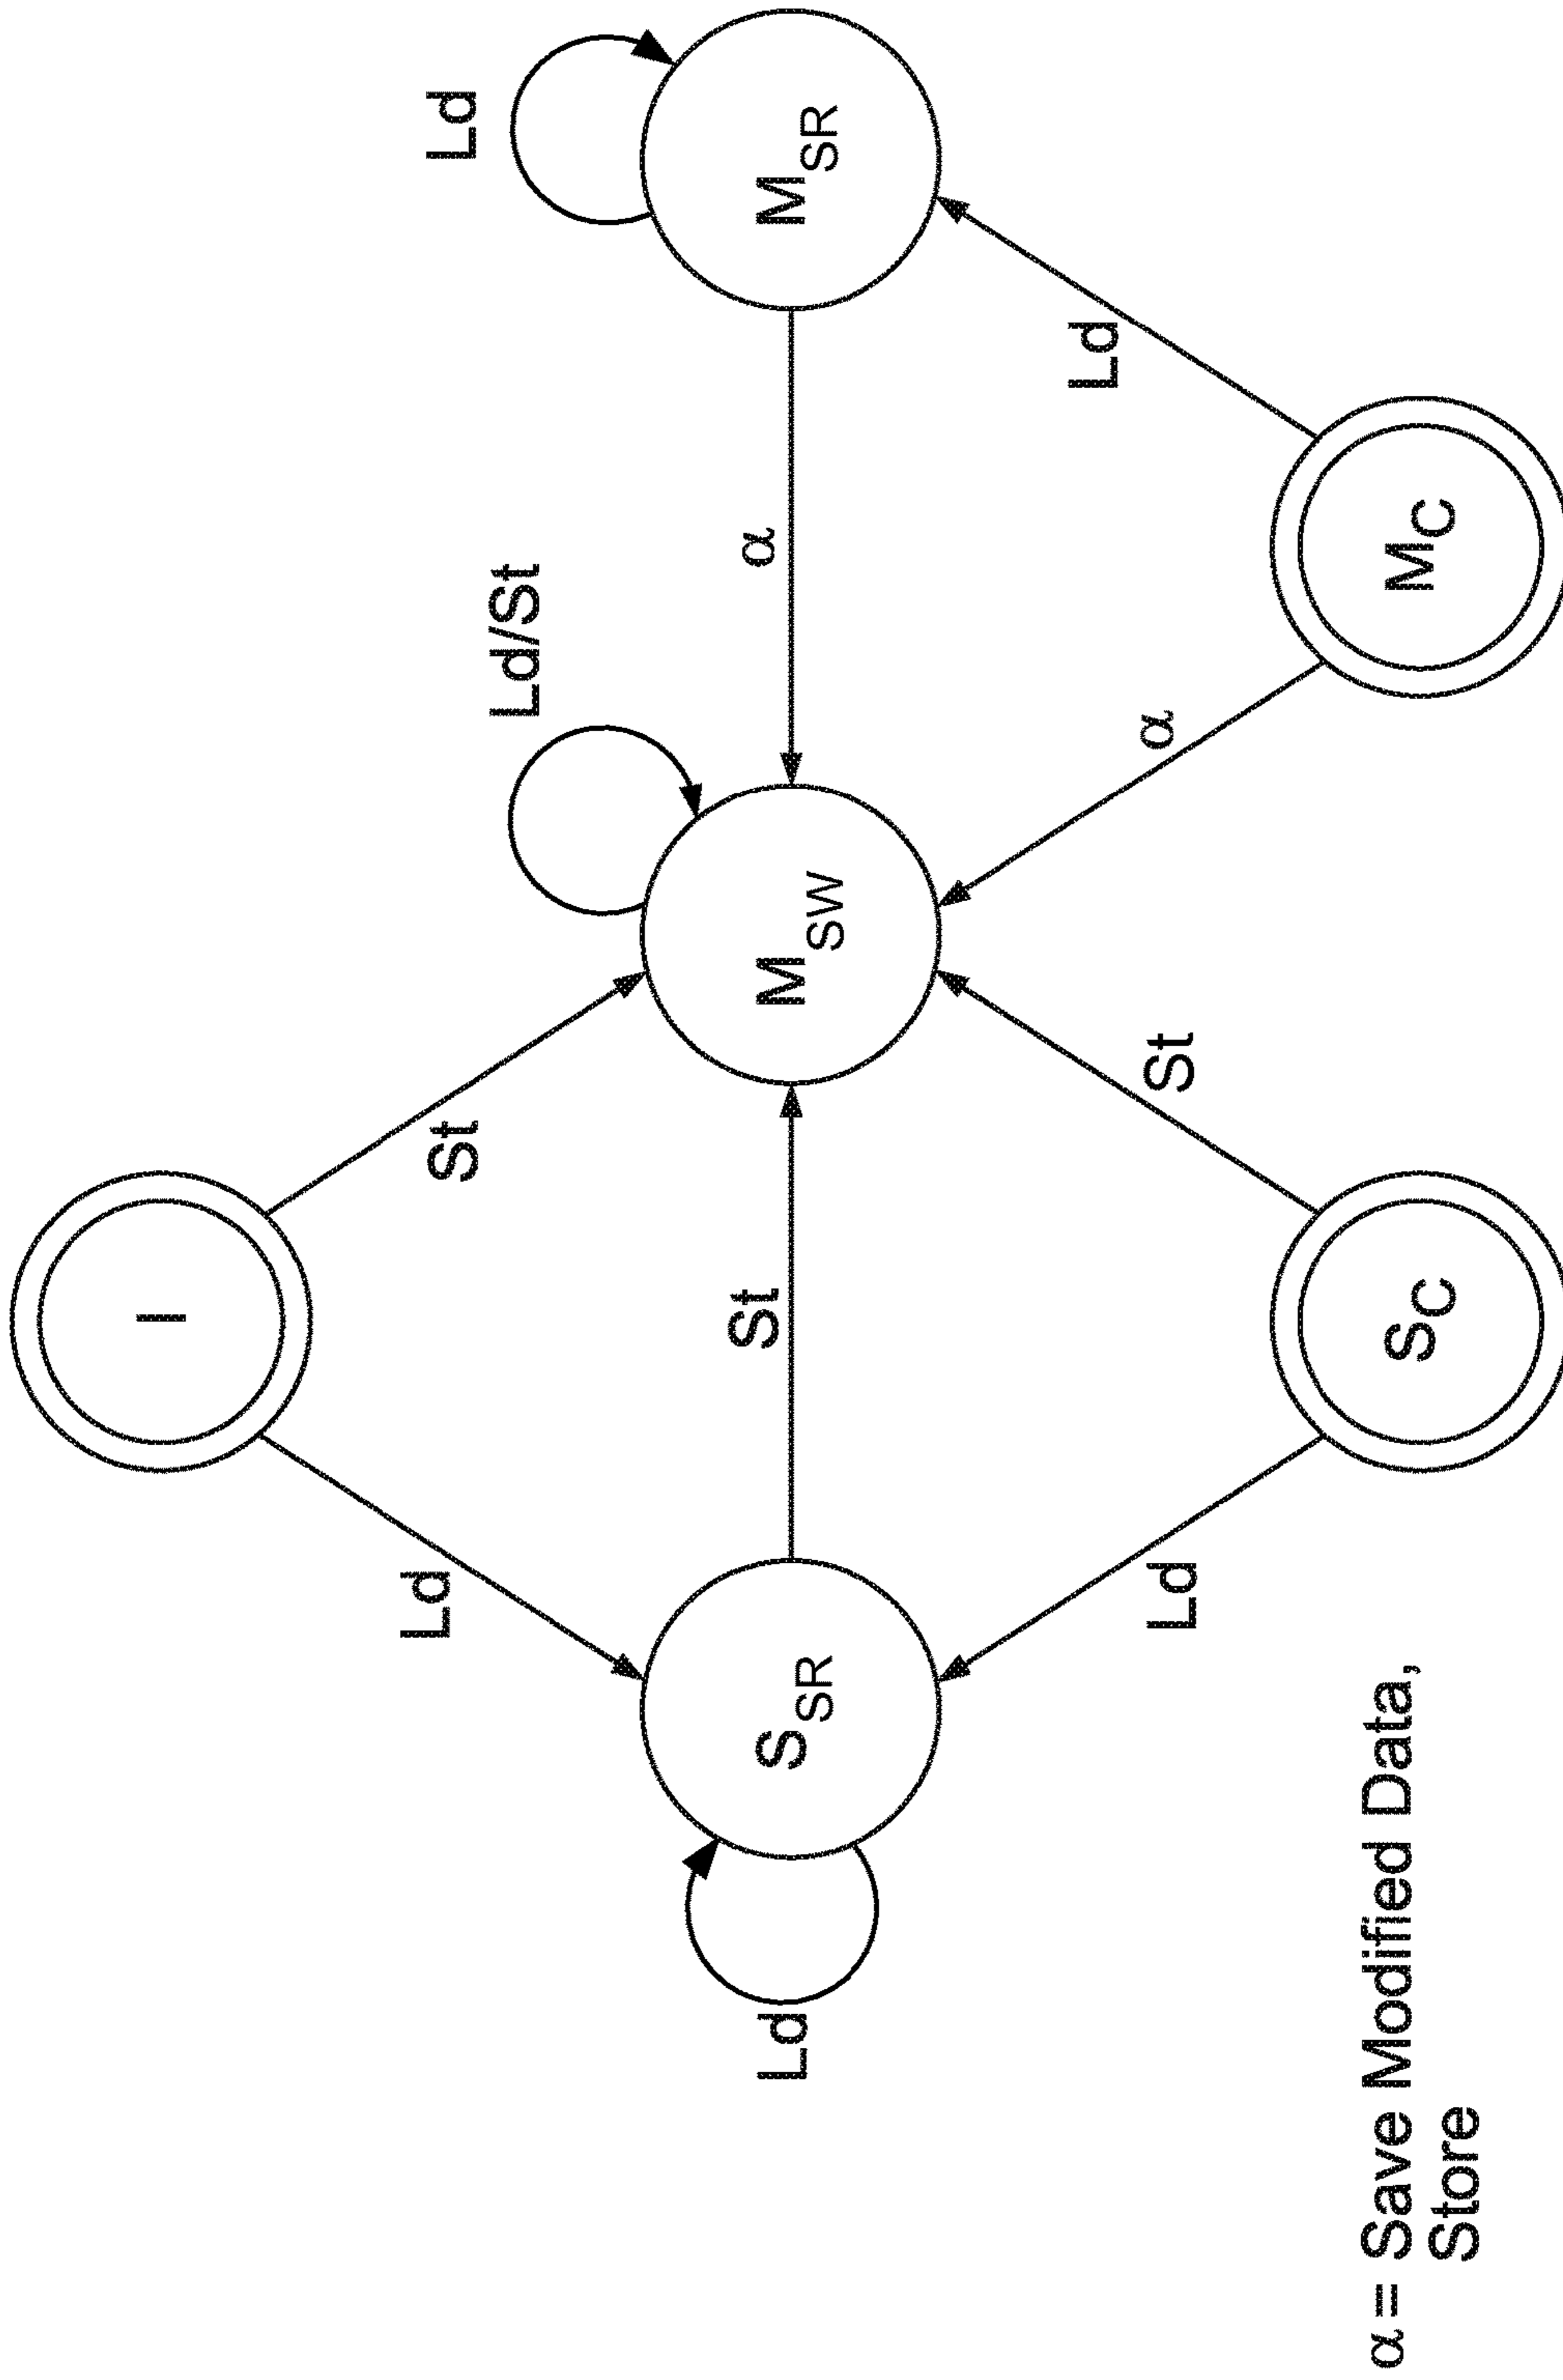 I
Ld
St
Ld
Ld/St
Ld
S_SR
St
M_SW
α
M_SR
Ld
St
α
Ld
S_C
M_C
α = Save Modified Data,
Store